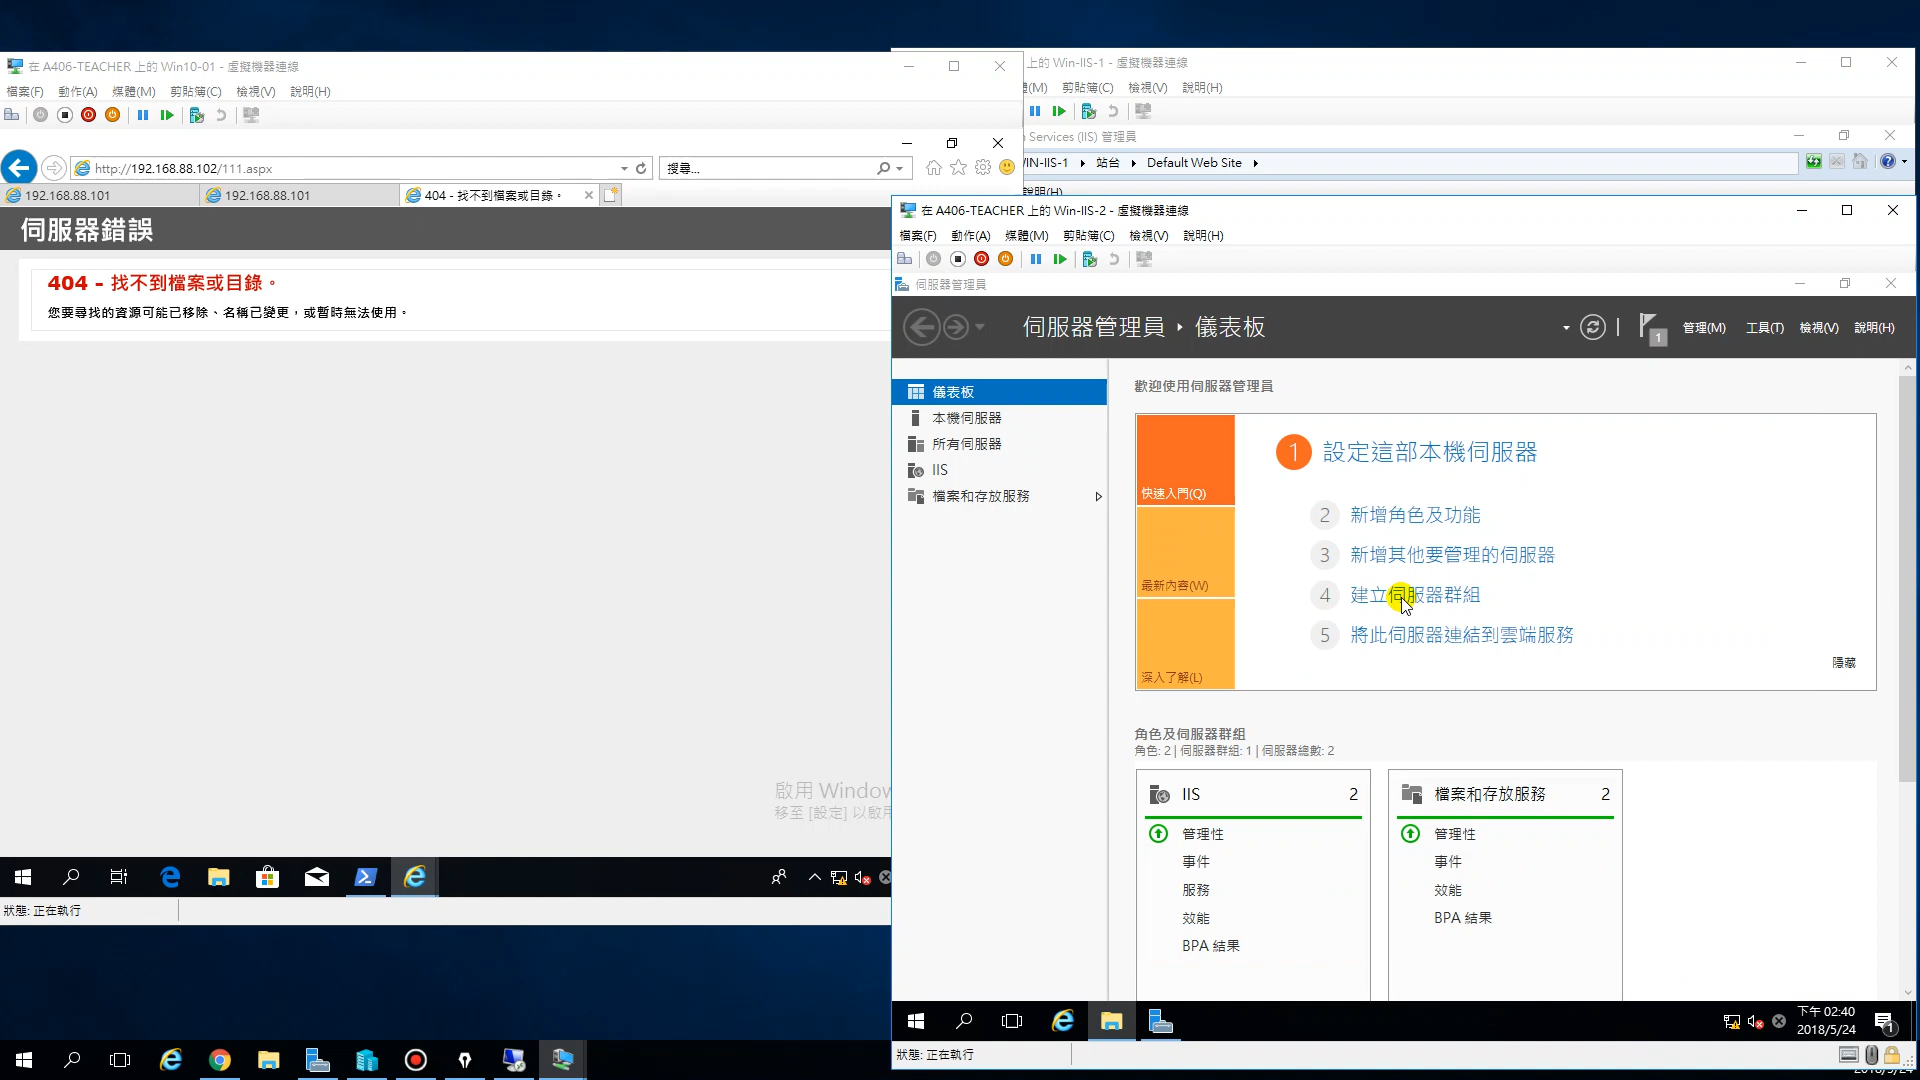 在 A406-TEACHER 上的 Win10-01 - 虛擬機器連線
檔案(F) 動作(A) 媒體(M) 剪貼簿(C) 檢視(V) 說明(H)
http://192.168.88.102/111.aspx
搜尋...
192.168.88.101
192.168.88.101
404 - 找不到檔案或目錄。
伺服器錯誤
404 - 找不到檔案或目錄。
您要尋找的資源可能已移除、名稱已變更，或暫時無法使用。
啟用 Window
移至 [設定] 以啟用
狀態: 正在執行
上的 Win-IIS-1 - 虛擬機器連線
(M) 剪貼簿(C) 檢視(V) 說明(H)
Services (IIS) 管理員
WIN-IIS-1 站台 Default Web Site
說明(H)
在 A406-TEACHER 上的 Win-IIS-2 - 虛擬機器連線
檔案(F) 動作(A) 媒體(M) 剪貼簿(C) 檢視(V) 說明(H)
伺服器管理員
伺服器管理員 ‣ 儀表板
1
管理(M) 工具(T) 檢視(V) 說明(H)
儀表板
本機伺服器
所有伺服器
IIS
檔案和存放服務
歡迎使用伺服器管理員
快速入門(Q)
最新內容(W)
深入了解(L)
1 設定這部本機伺服器
2 新增角色及功能
3 新增其他要管理的伺服器
4 建立伺服器群組
5 將此伺服器連結到雲端服務
隱藏
角色及伺服器群組
角色: 2 | 伺服器群組: 1 | 伺服器總數: 2
IIS 2
管理性
事件
服務
效能
BPA 結果
檔案和存放服務 2
管理性
事件
效能
BPA 結果
下午 02:40
2018/5/24
1
狀態: 正在執行
2018/5/24